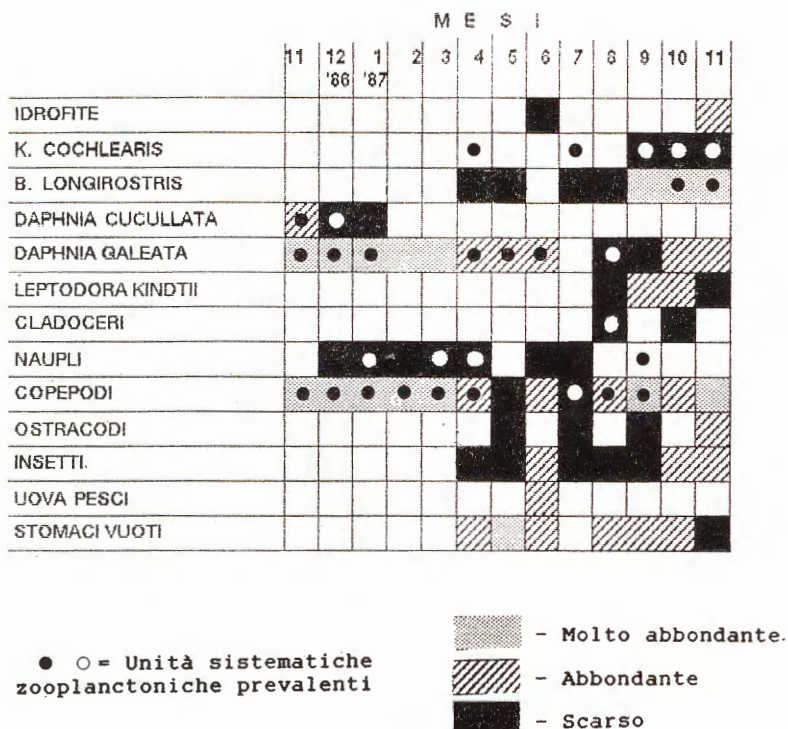 M E S I
11 12 1 2 3 4 5 6 7 8 9 10 11
'86 '87
IDROFITE
K. COCHLEARIS
B. LONGIROSTRIS
DAPHNIA CUCULLATA
DAPHNIA GALEATA
LEPTODORA KINDTII
CLADOCERI
NAUPLI
COPEPODI
OSTRACODI
INSETTI.
UOVA PESCI
STOMACI VUOTI
● ○ = Unità sistematiche
zooplanctoniche prevalenti
- Molto abbondante.
- Abbondante
- Scarso